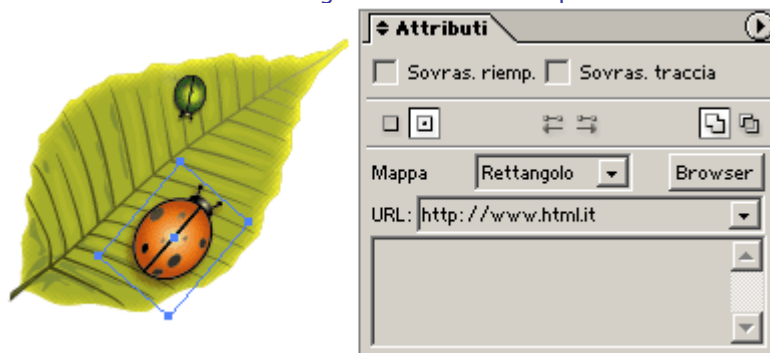 Attributi
Sovras. riemp. Sovras. traccia
Mappa Rettangolo Browser
URL: http://www.html.it